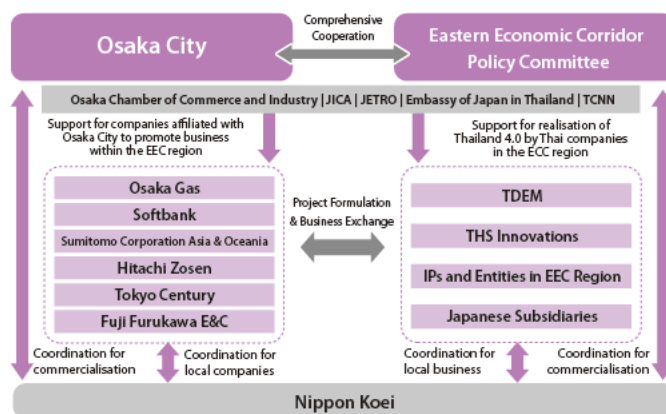 Osaka City
Comprehensive
Cooperation
Eastern Economic Corridor
Policy Committee
Osaka Chamber of Commerce and Industry | JICA | JETRO | Embassy of Japan in Thailand | TCNN
Support for companies affiliated with
Osaka City to promote business
within the EEC region
Support for realisation of
Thailand 4.0 by Thai companies
in the ECC region
Osaka Gas
Softbank
Sumitomo Corporation Asia & Oceania
Hitachi Zosen
Tokyo Century
Fuji Furukawa E&C
Project Formulation
& Business Exchange
TDEM
THS Innovations
IPs and Entities in EEC Region
Japanese Subsidiaries
Coordination for
commercialisation
Coordination for
local companies
Coordination for
local business
Coordination for
commercialisation
Nippon Koei